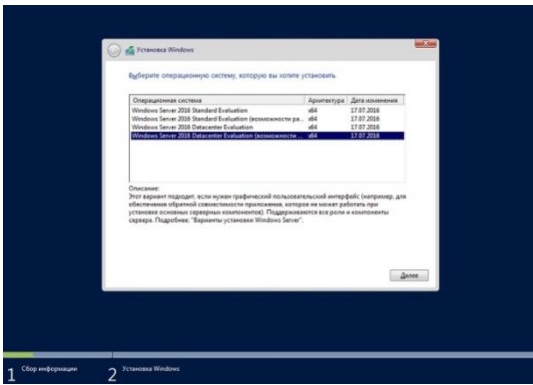 Установка Windows
Выберите операционную систему, которую вы хотите установить.
Операционная система Архитектура Дата изменения
Windows Server 2016 Standard Evaluation x64 17.07.2016
Windows Server 2016 Standard Evaluation (возможности ра... x64 17.07.2016
Windows Server 2016 Datacenter Evaluation x64 17.07.2016
Windows Server 2016 Datacenter Evaluation (возможности ... x64 17.07.2016
Описание:
Этот вариант подходит, если нужен графический пользовательский интерфейс (например, для
обеспечения обратной совместимости приложения, которое не может работать при
установке основных серверных компонентов). Поддерживаются все роли и компоненты
сервера. Подробнее: "Варианты установки Windows Server".
Далее
1 Сбор информации
2 Установка Windows